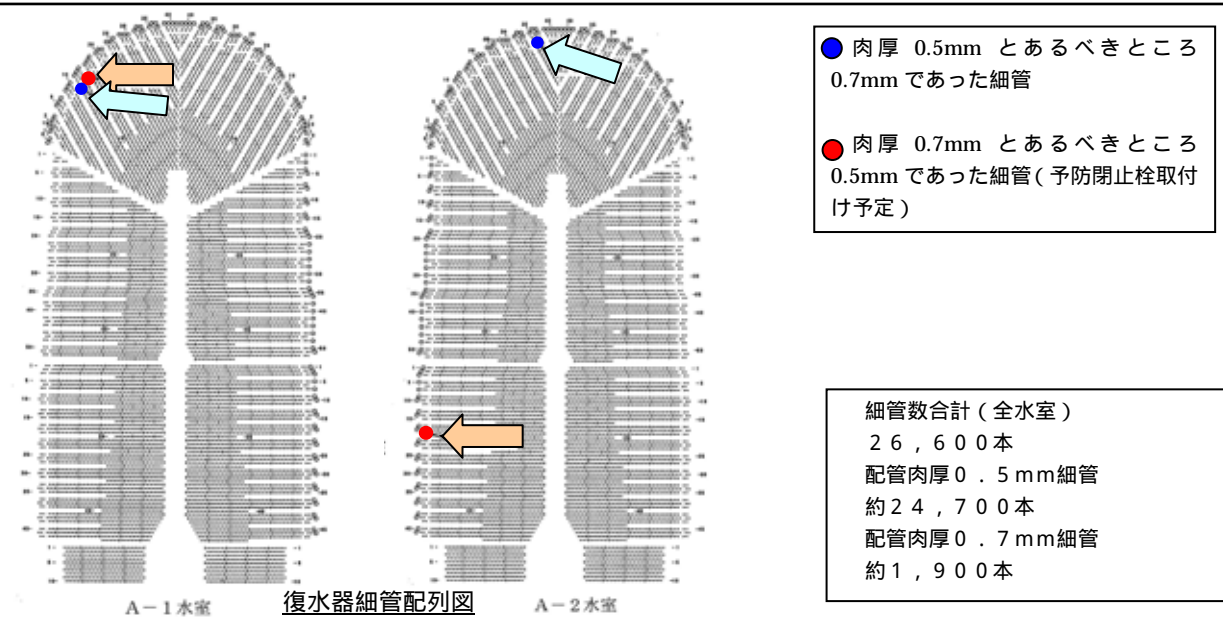 肉厚 0.5mm とあるべきところ
0.7mm であった細管
肉厚 0.7mm とあるべきところ
0.5mm であった細管(予防閉止栓取付
け予定)
細管数合計(全水室)
26,600本
配管肉厚0.5mm細管
約24,700本
配管肉厚0.7mm細管
約1,900本
A-1水室
復水器細管配列図
A-2水室